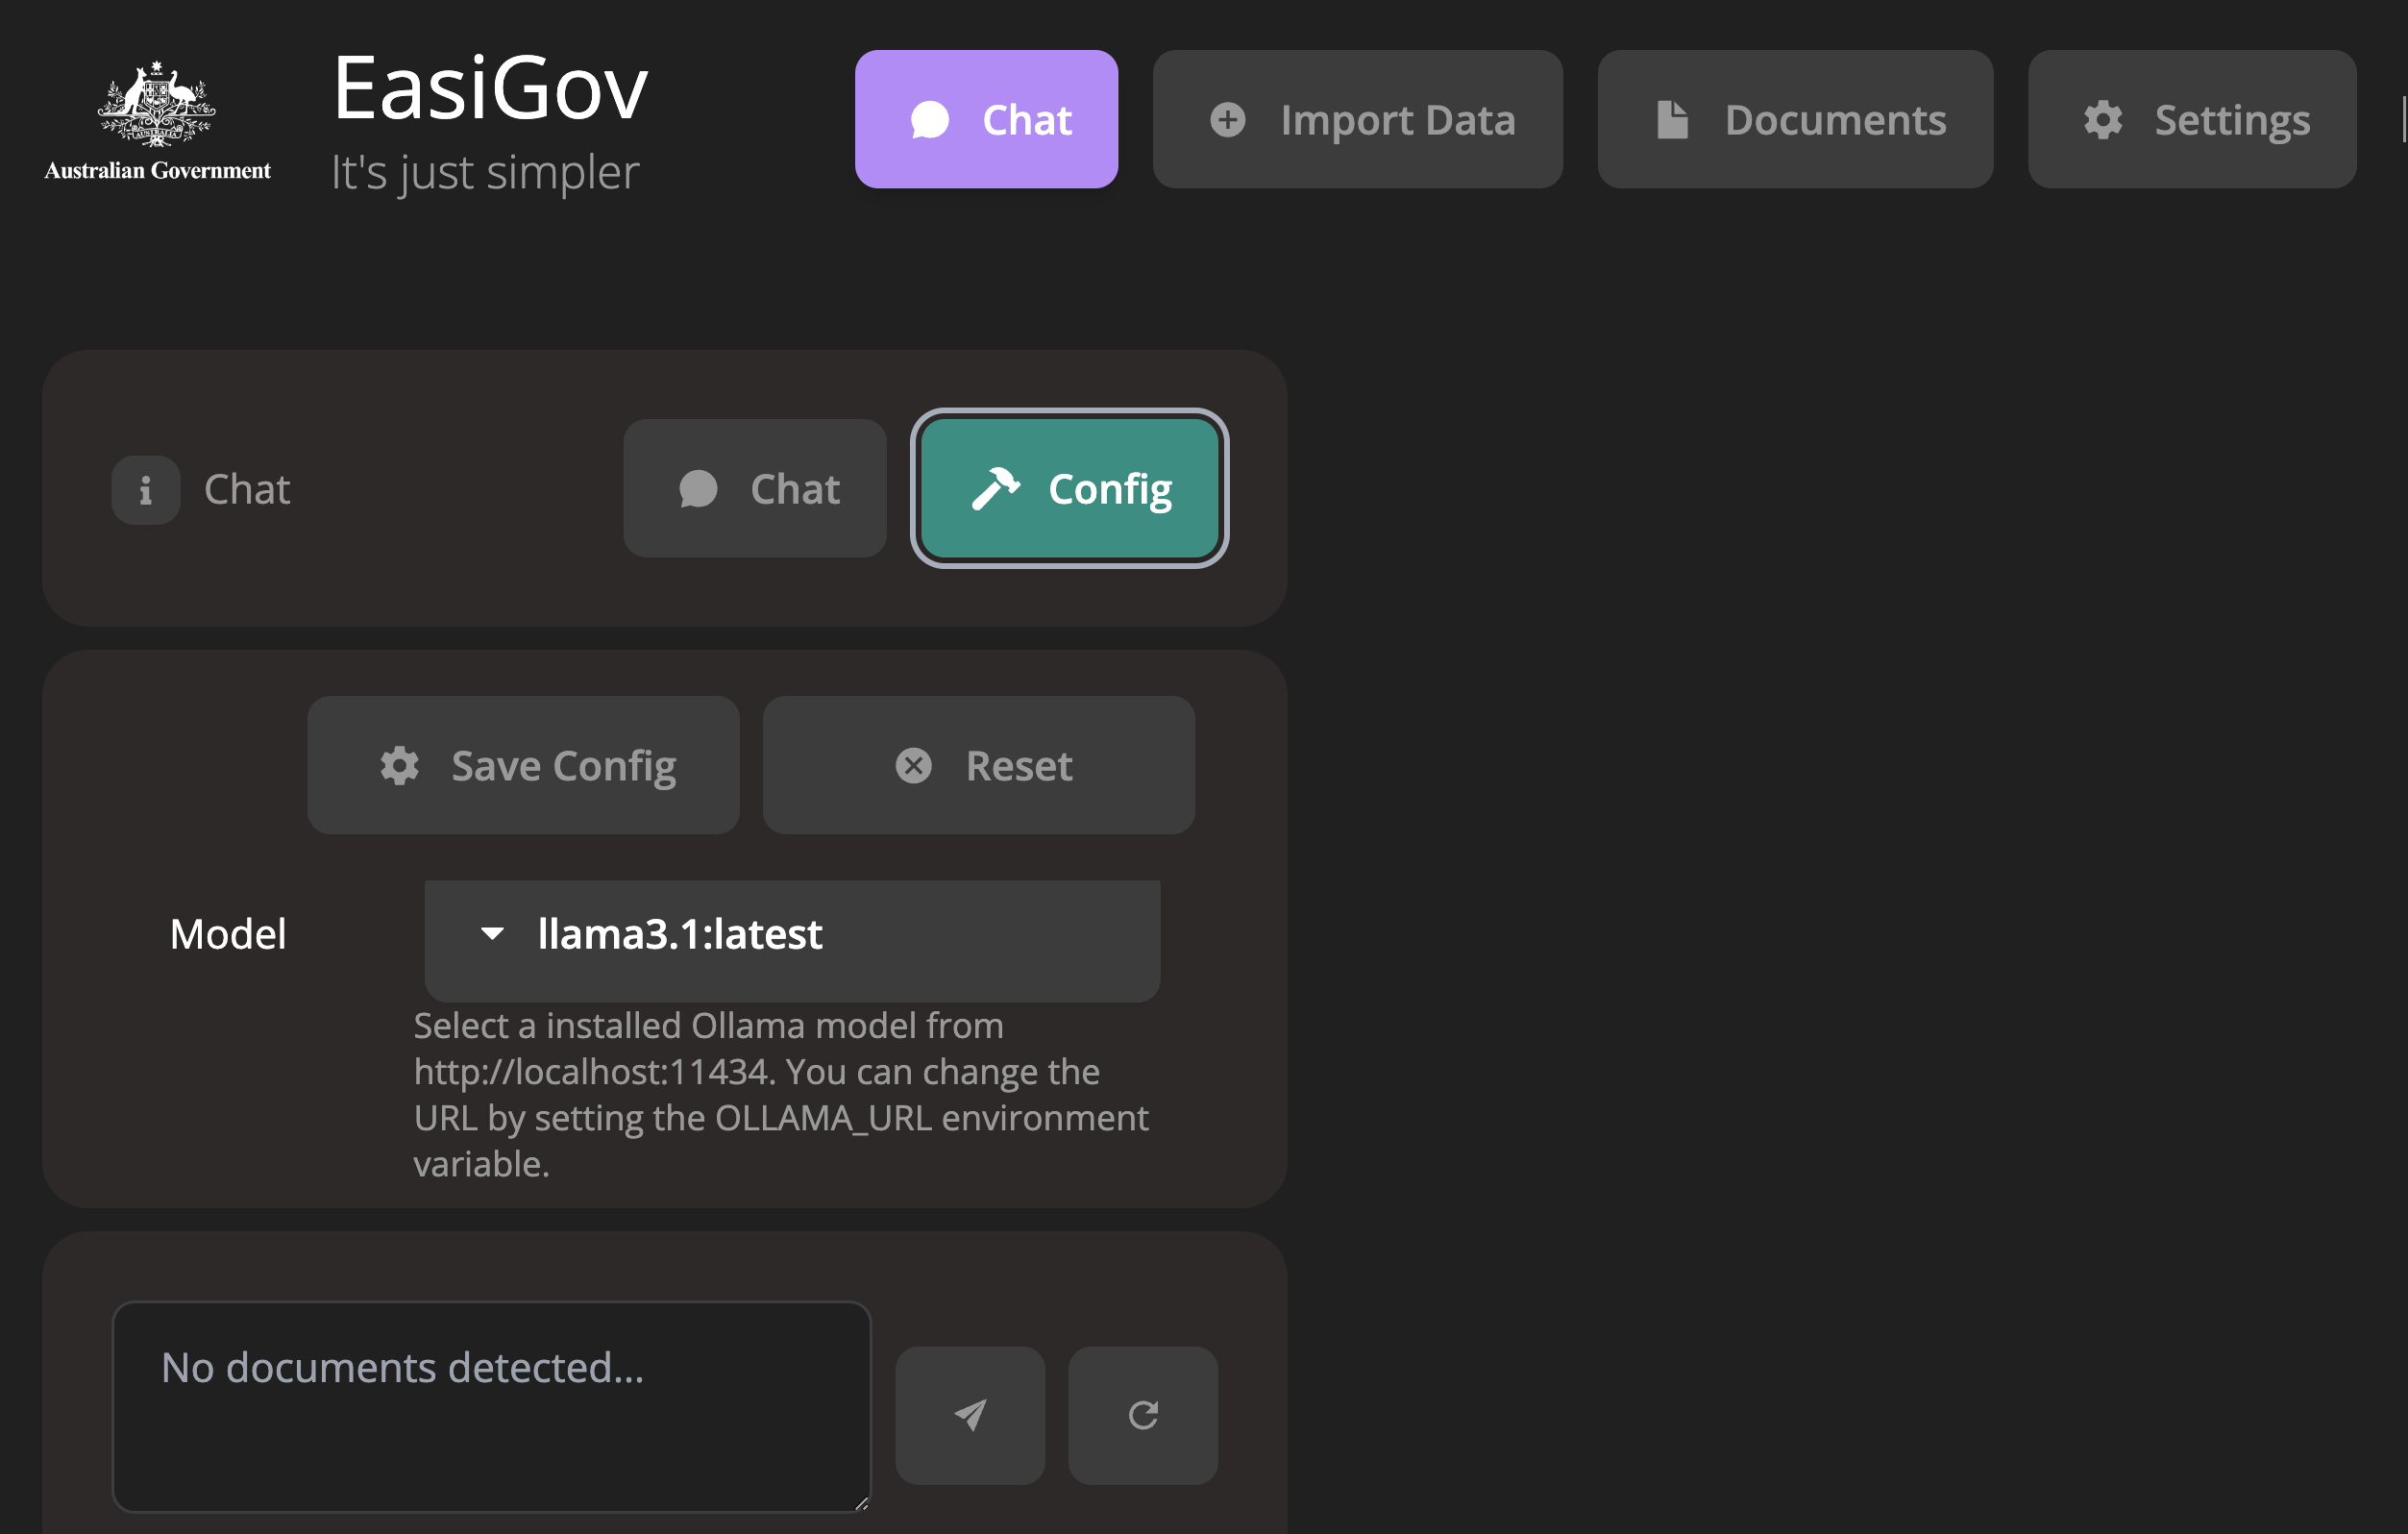 EasiGov
It's just simpler
AUSTRALIA
Australian Government
Chat
Import Data
Documents
Settings
Chat
Chat
Config
Save Config
Reset
Model
llama3.1:latest
Select a installed Ollama model from
http://localhost:11434. You can change the
URL by setting the OLLAMA_URL environment
variable.
No documents detected...